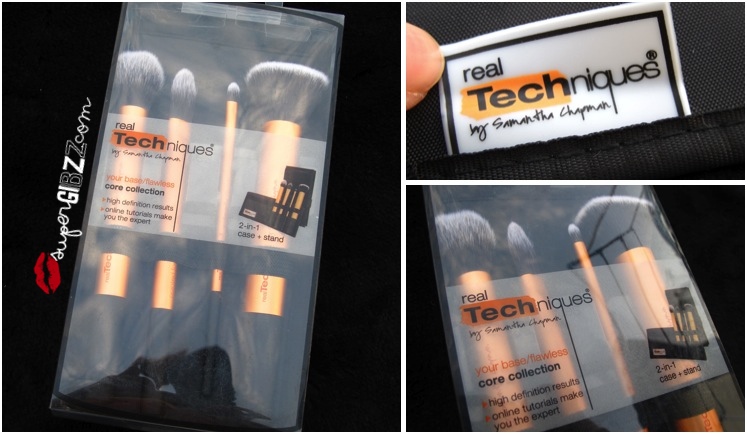 superGIBZZ.com
real
Techniques®
by Samantha Chapman
your base/flawless
core collection
high definition results
online tutorials make
you the expert
2-in-1
case + stand
real
Techniques®
by Samantha Chapman
real
Techniques®
by Samantha Chapman
your base/flawless
core collection
high definition results
online tutorials make
you the expert
2-in-1
case + stand